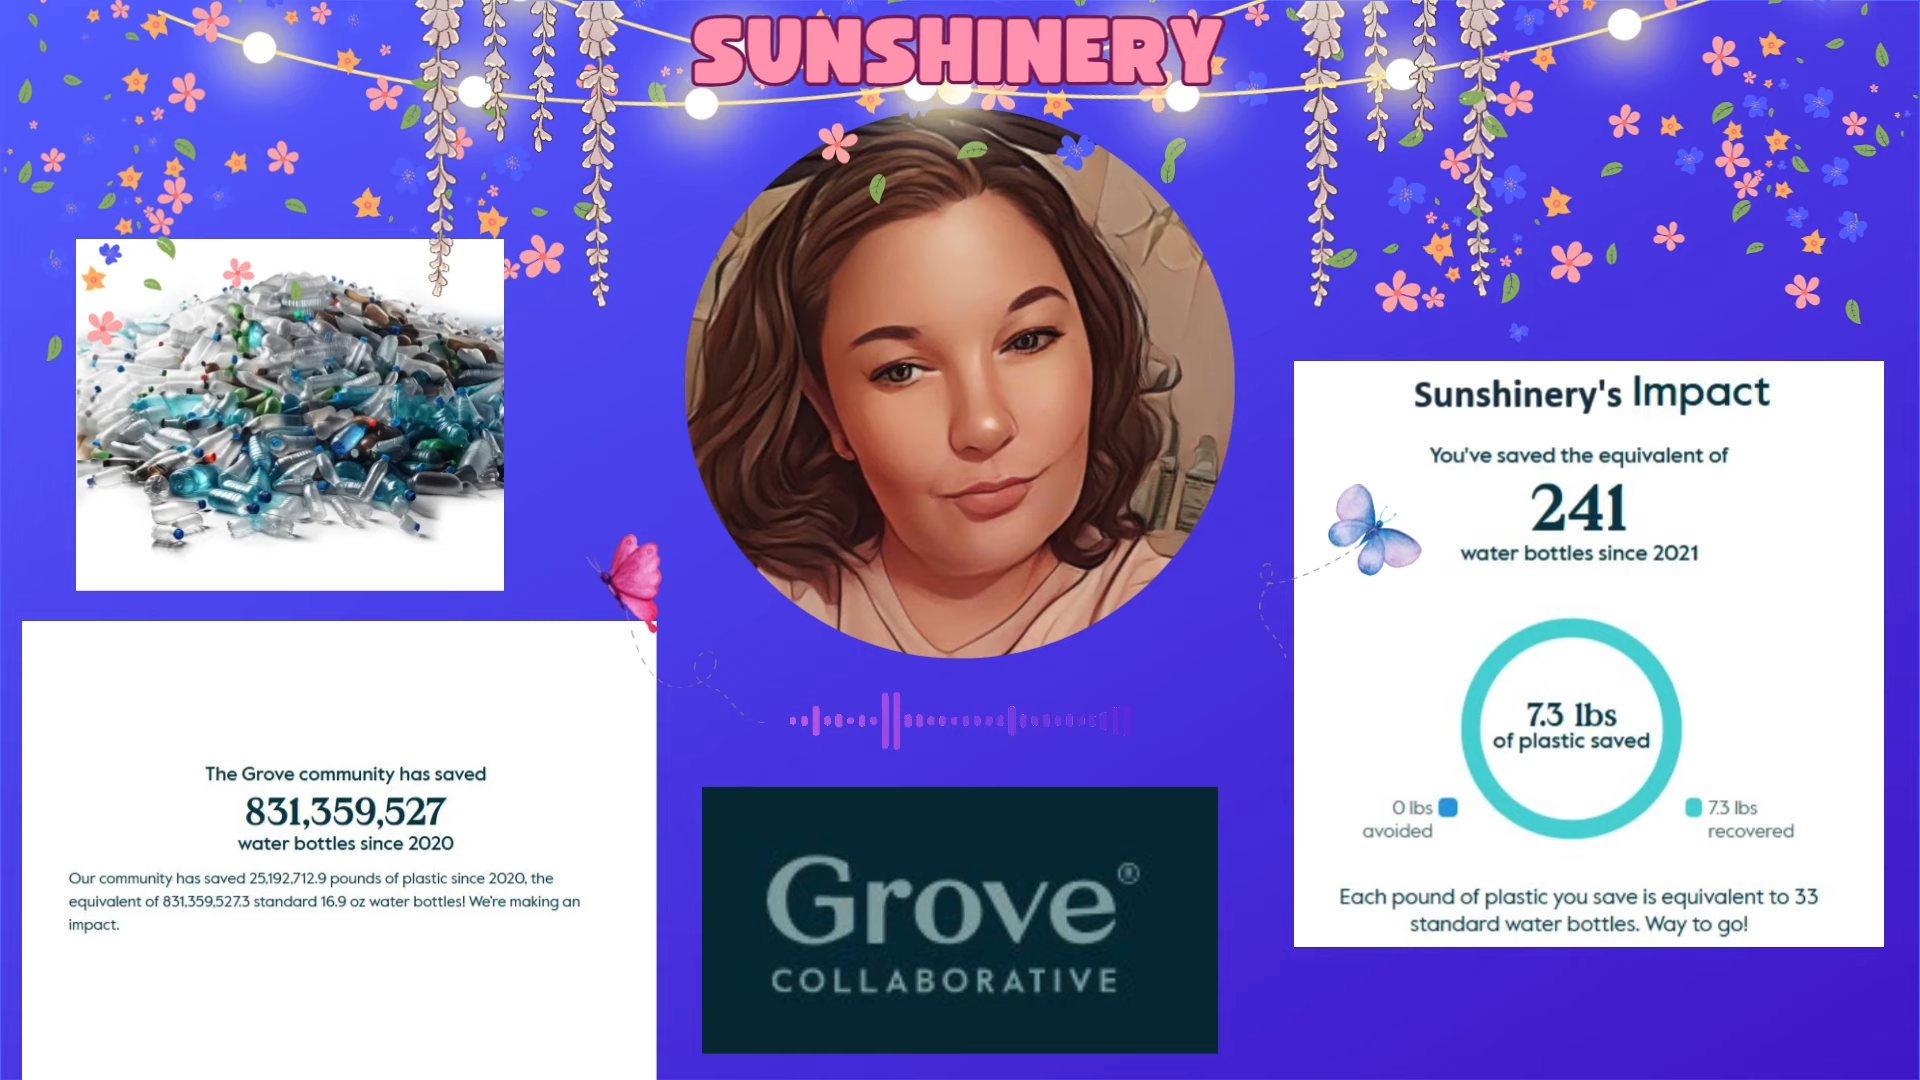 SUNSHINERY
The Grove community has saved
831,359,527
water bottles since 2020
Our community has saved 25,192,712.9 pounds of plastic since 2020, the
equivalent of 831,359,527.3 standard 16.9 oz water bottles! We're making an
impact.
Grove®
COLLABORATIVE
Sunshinery's Impact
You've saved the equivalent of
241
water bottles since 2021
7.3 lbs
of plastic saved
0 lbs
avoided
7.3 lbs
recovered
Each pound of plastic you save is equivalent to 33
standard water bottles. Way to go!